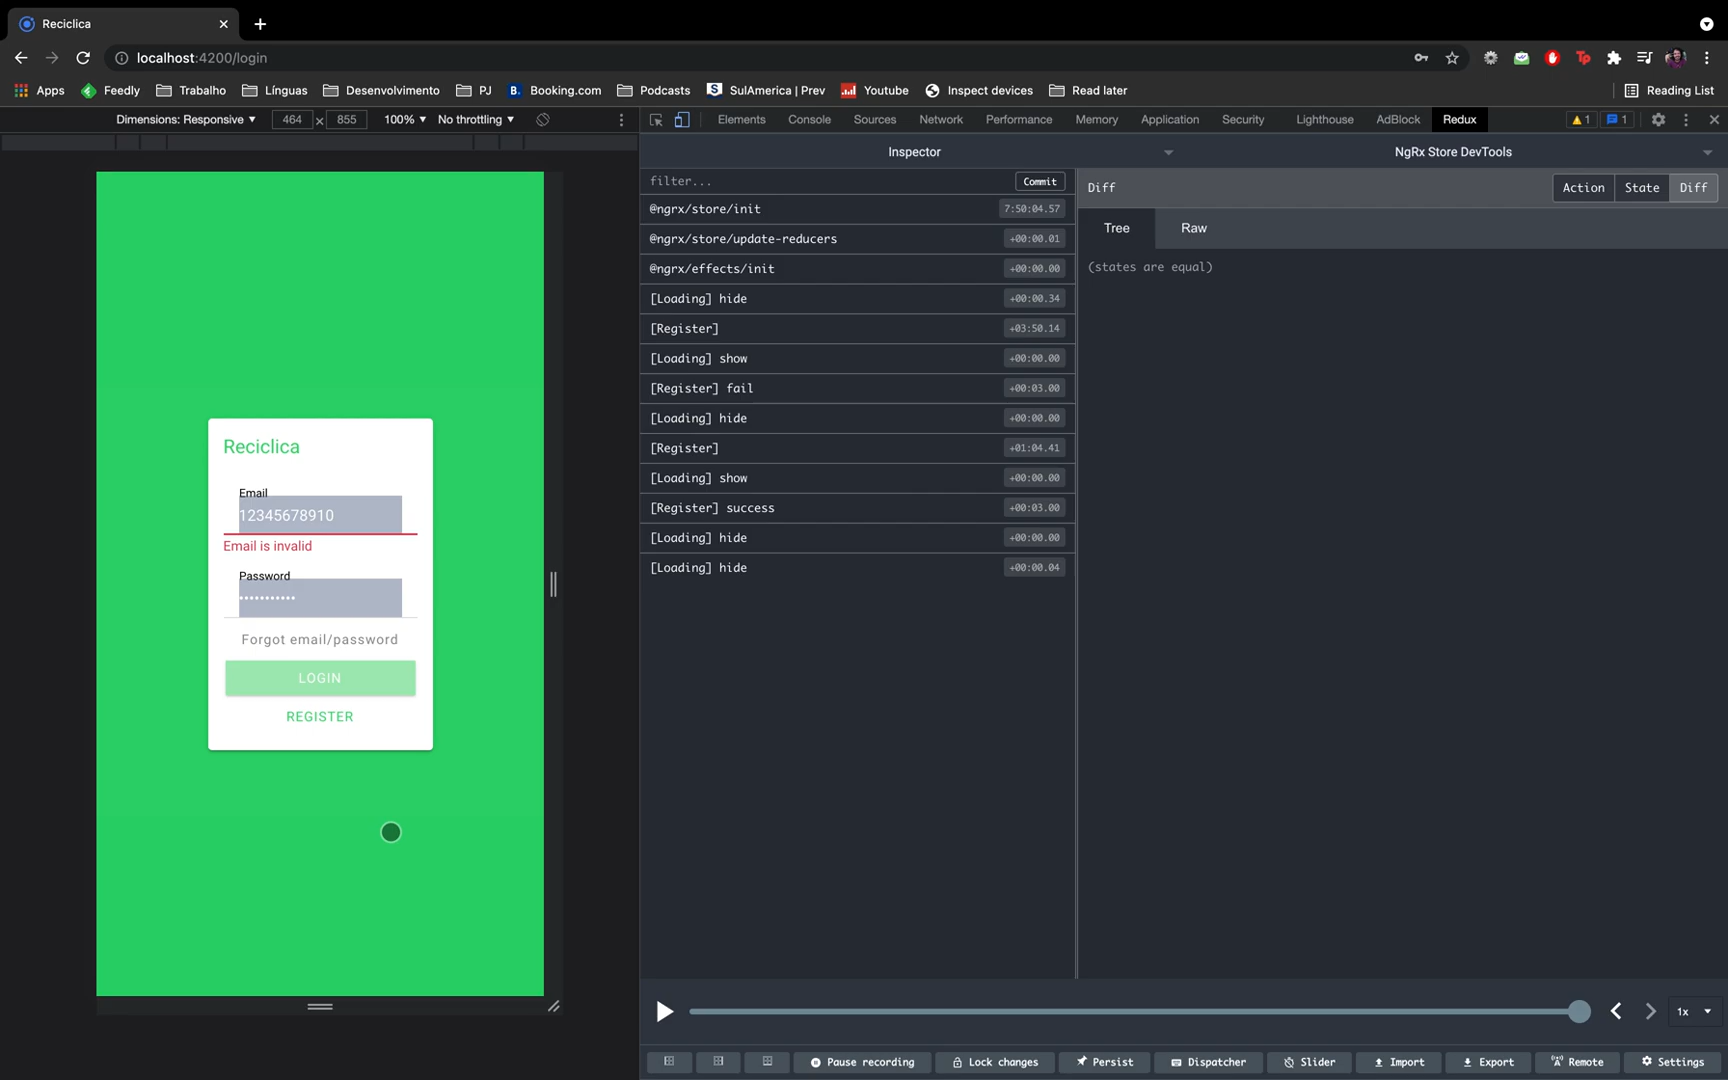 Reciclica
localhost:4200/login
Apps Feedly Trabalho Línguas Desenvolvimento PJ B. Booking.com Podcasts S SulAmerica | Prev Youtube Inspect devices Read later Reading List
Dimensions: Responsive 464 × 855 100% No throttling
Elements Console Sources Network Performance Memory Application Security Lighthouse AdBlock Redux 1 1
Inspector NgRx Store DevTools
filter... Commit
Diff Action State Diff
Tree Raw
(states are equal)
@ngrx/store/init 7:50:04.57
@ngrx/store/update-reducers +00:00.01
@ngrx/effects/init +00:00.00
[Loading] hide +00:00.34
[Register] +03:50.14
[Loading] show +00:00.00
[Register] fail +00:03.00
[Loading] hide +00:00.00
[Register] +01:04.41
[Loading] show +00:00.00
[Register] success +00:03.00
[Loading] hide +00:00.00
[Loading] hide +00:00.04
Reciclica
Email
12345678910
Email is invalid
Password
•••••••••••
Forgot email/password
LOGIN
REGISTER
1x
Pause recording Lock changes Persist Dispatcher Slider Import Export Remote Settings